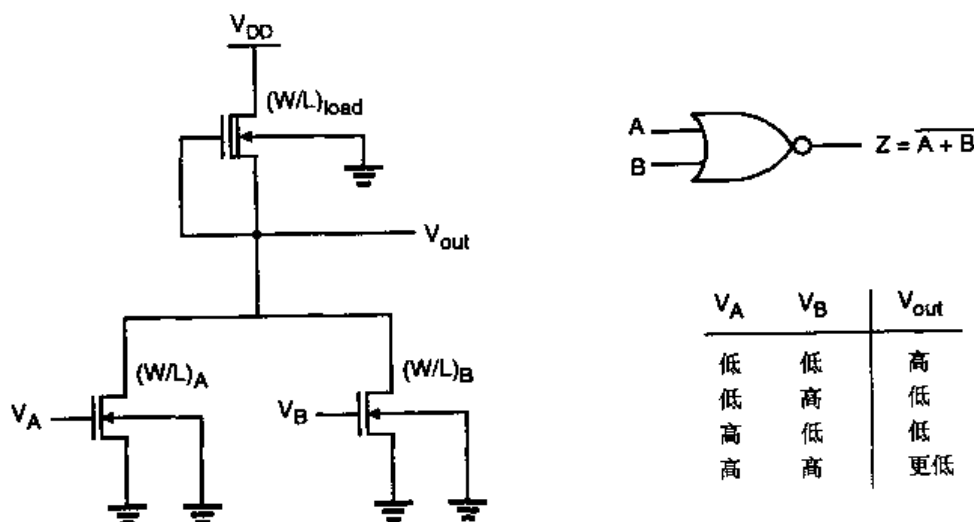 V_DD
(W/L)_load
V_out
(W/L)_A
(W/L)_B
V_A
V_B
A
B
Z = \overline{A + B}
V_A V_B V_out
低 低 高
低 高 低
高 低 低
高 高 更低